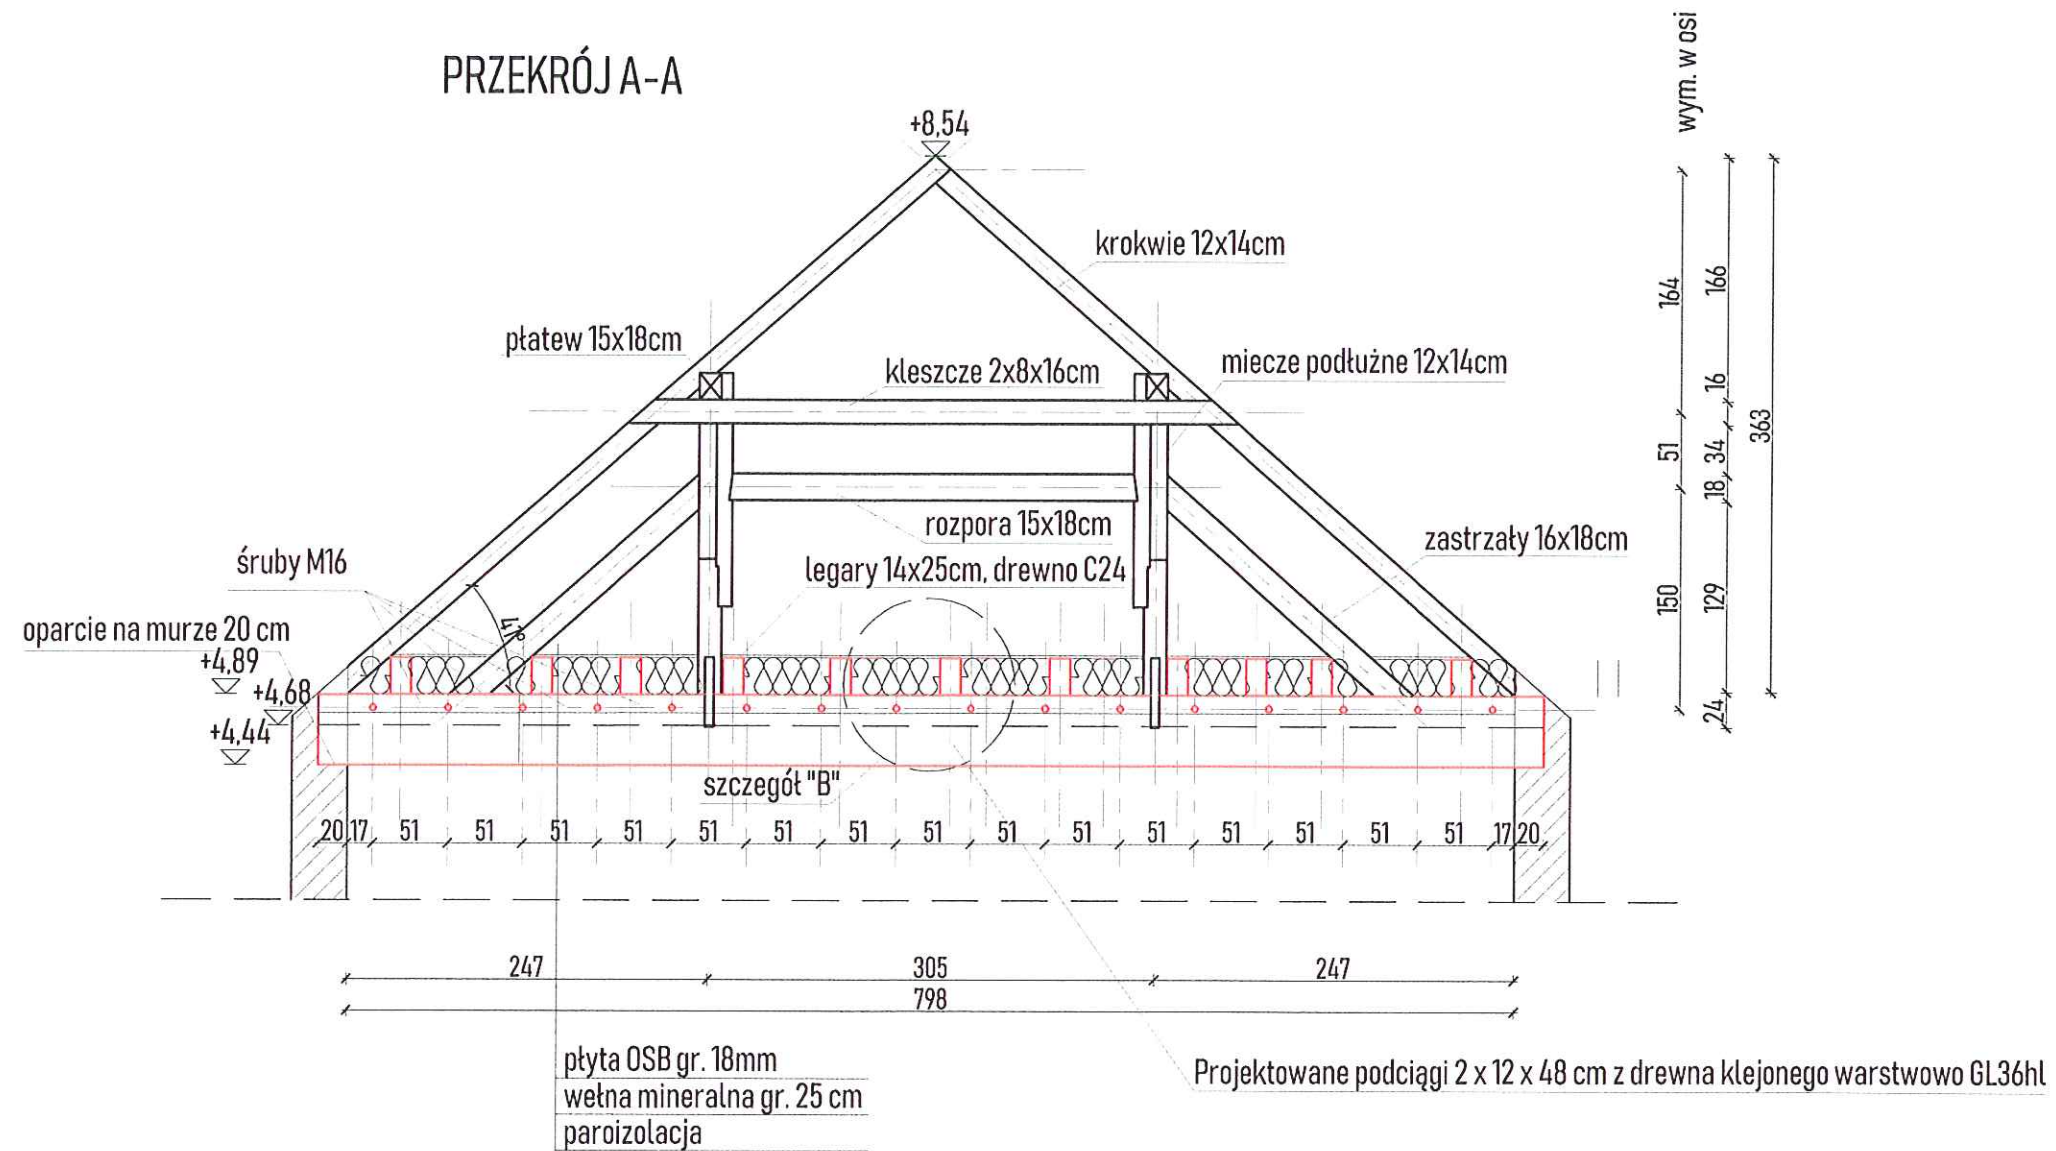 PRZEKRÓJ A-A
wym. w osi
+8,54
krokwie 12x14cm
płatew 15x18cm
kleszcze 2x8x16cm
miecze podłużne 12x14cm
164
166
16
363
51
34
18
rozpora 15x18cm
zastrzały 16x18cm
śruby M16
legary 14x25cm, drewno C24
150
129
47°
oparcie na murze 20 cm
+4,89
+4,68
+4,44
24
szczegół "B"
20 17 51 51 51 51 51 51 51 51 51 51 51 51 51 51 51 17 20
247 305 247
798
płyta OSB gr. 18mm
wełna mineralna gr. 25 cm
paroizolacja
Projektowane podciągi 2 x 12 x 48 cm z drewna klejonego warstwowo GL36hl